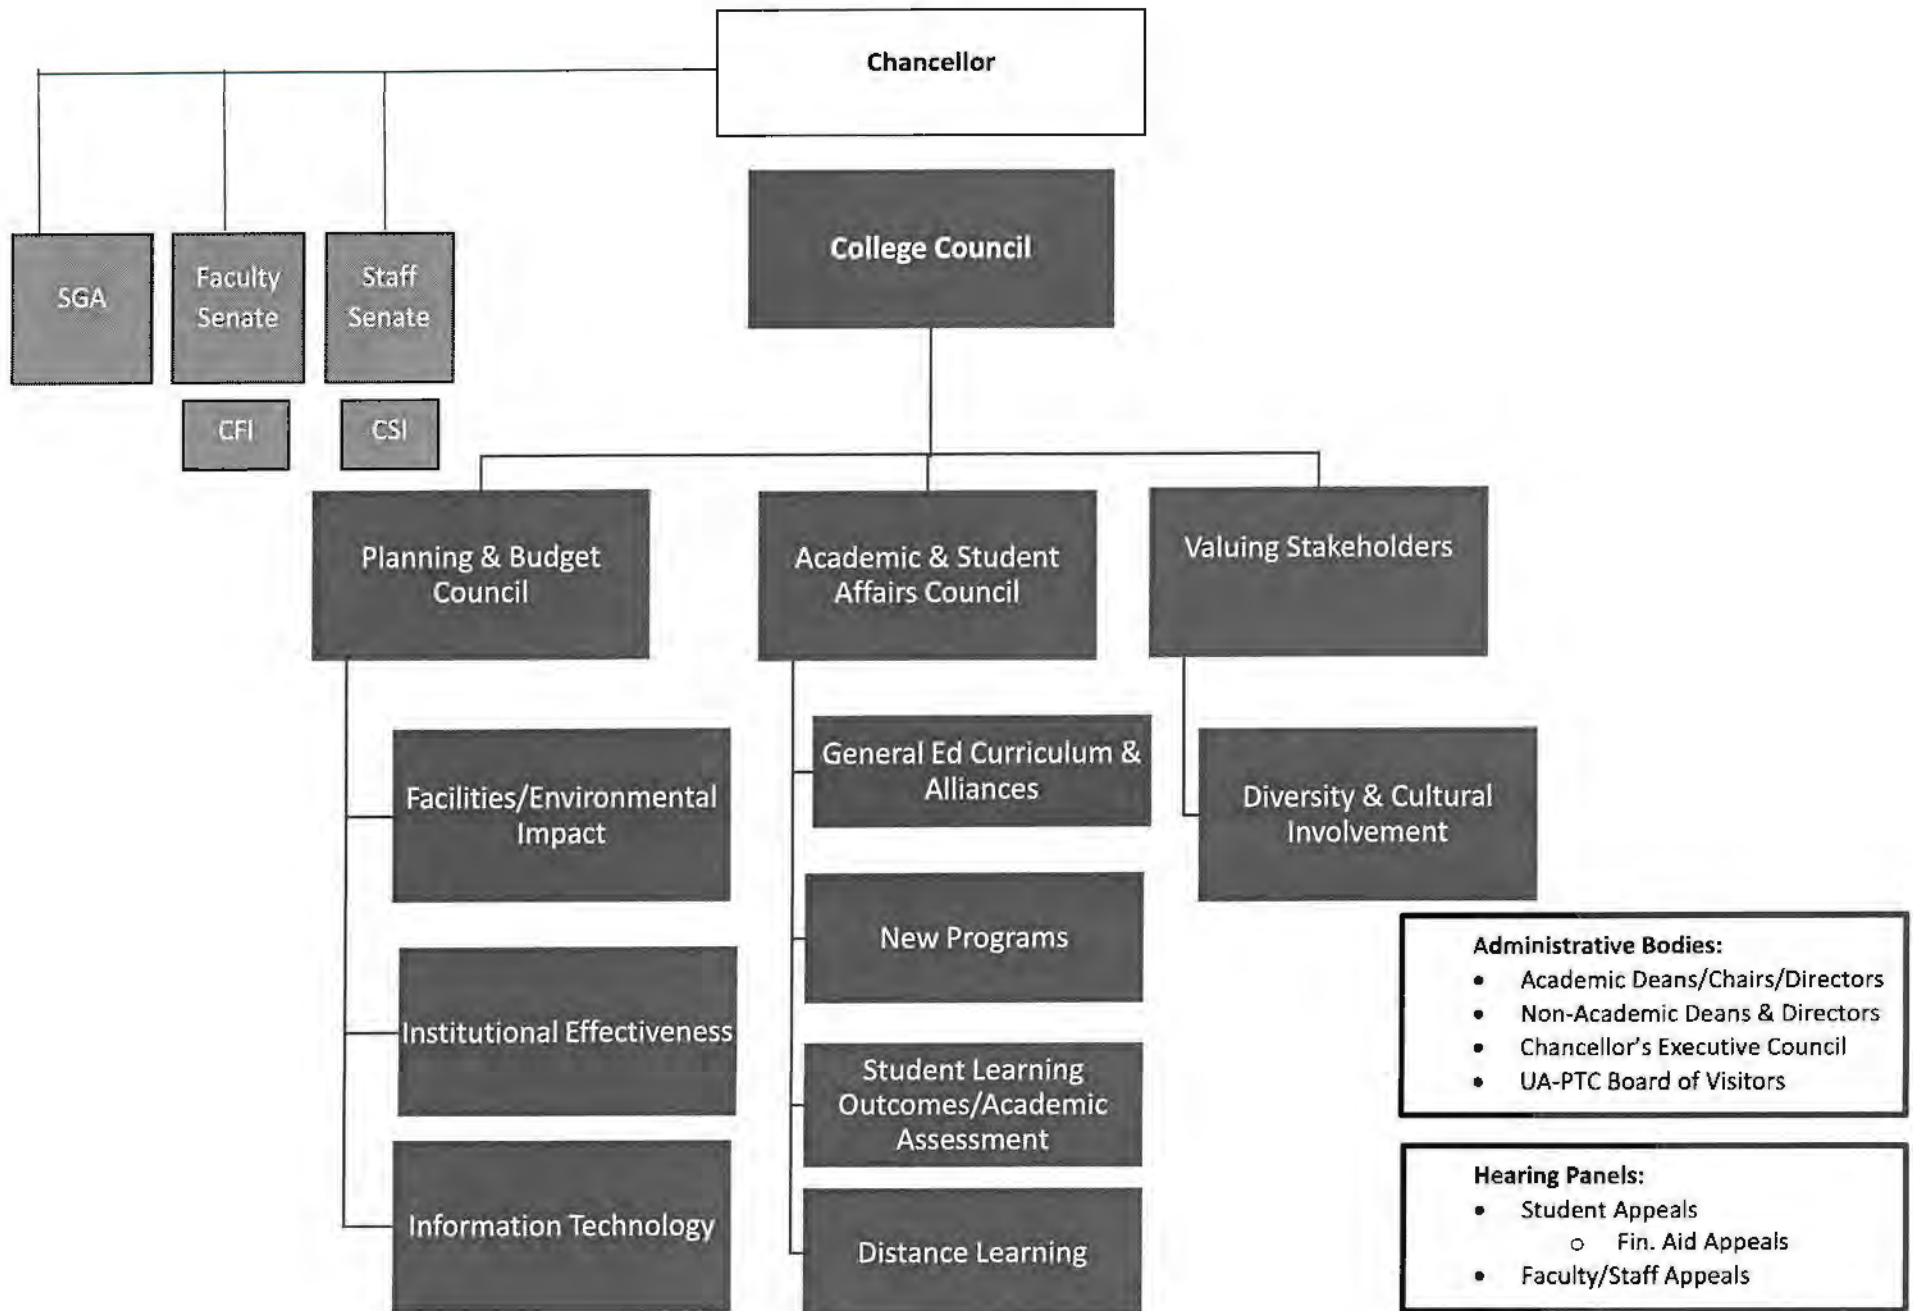 Chancellor
College Council
SGA
Faculty
Senate
Staff
Senate
CFI
CSI
Planning & Budget
Council
Academic & Student
Affairs Council
Valuing Stakeholders
Facilities/Environmental
Impact
Institutional Effectiveness
Information Technology
General Ed Curriculum &
Alliances
New Programs
Student Learning
Outcomes/Academic
Assessment
Distance Learning
Diversity & Cultural
Involvement
Administrative Bodies:
• Academic Deans/Chairs/Directors
• Non-Academic Deans & Directors
• Chancellor's Executive Council
• UA-PTC Board of Visitors
Hearing Panels:
• Student Appeals
o Fin. Aid Appeals
• Faculty/Staff Appeals